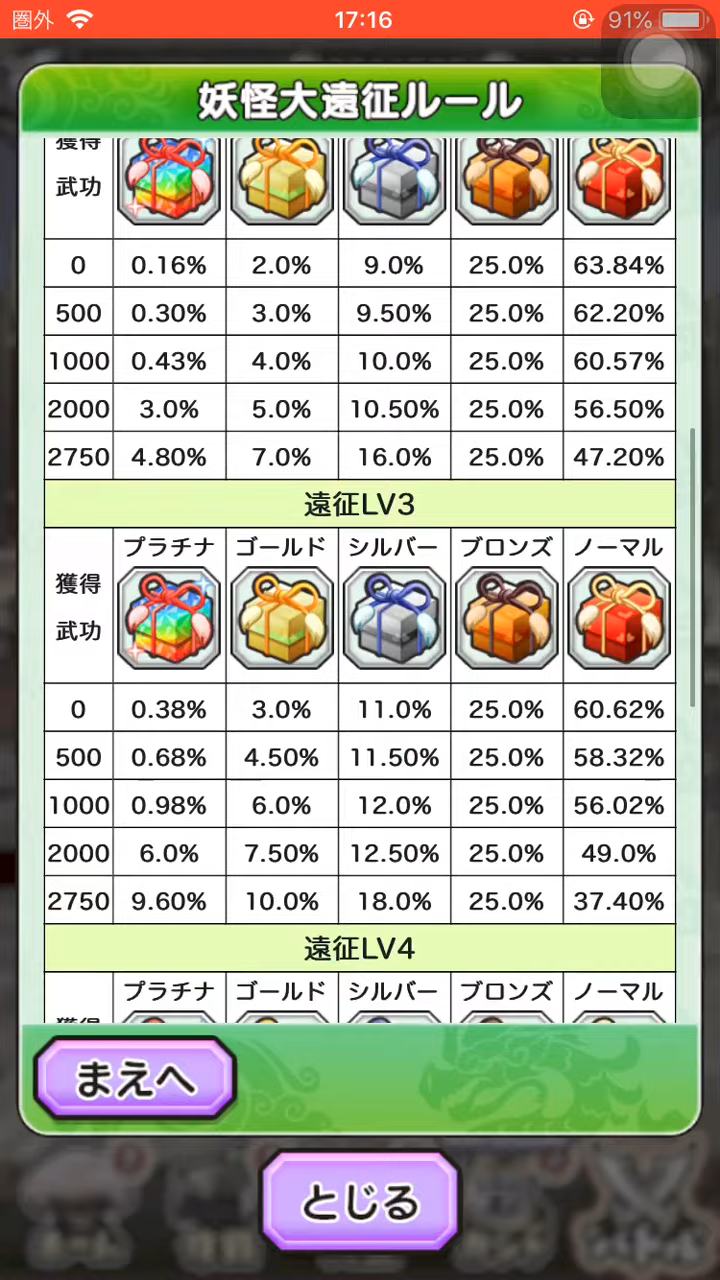 圏外 17:16 91%
妖怪大遠征ルール
獲得
武功
0 0.16% 2.0% 9.0% 25.0% 63.84%
500 0.30% 3.0% 9.50% 25.0% 62.20%
1000 0.43% 4.0% 10.0% 25.0% 60.57%
2000 3.0% 5.0% 10.50% 25.0% 56.50%
2750 4.80% 7.0% 16.0% 25.0% 47.20%
遠征LV3
プラチナ ゴールド シルバー ブロンズ ノーマル
獲得
武功
0 0.38% 3.0% 11.0% 25.0% 60.62%
500 0.68% 4.50% 11.50% 25.0% 58.32%
1000 0.98% 6.0% 12.0% 25.0% 56.02%
2000 6.0% 7.50% 12.50% 25.0% 49.0%
2750 9.60% 10.0% 18.0% 25.0% 37.40%
遠征LV4
プラチナ ゴールド シルバー ブロンズ ノーマル
獲得
まえへ
とじる